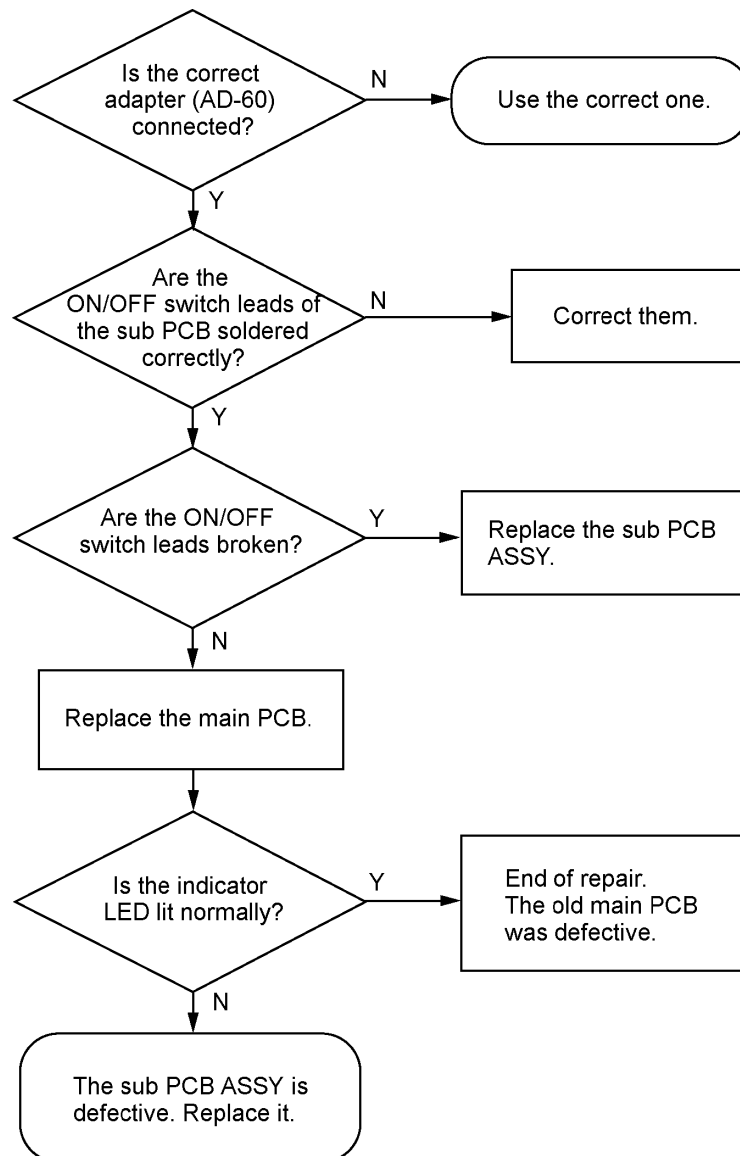 Is the correct
adapter (AD-60)
connected?
N
Use the correct one.
Y
Are the
ON/OFF switch leads of
the sub PCB soldered
correctly?
N
Correct them.
Y
Are the ON/OFF
switch leads broken?
Y
Replace the sub PCB
ASSY.
N
Replace the main PCB.
Is the indicator
LED lit normally?
Y
End of repair.
The old main PCB
was defective.
N
The sub PCB ASSY is
defective. Replace it.